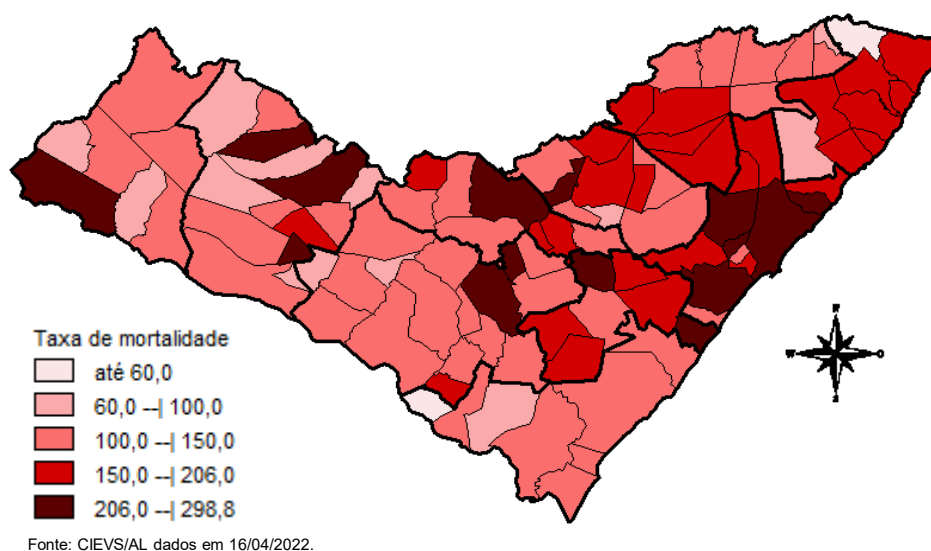 Taxa de mortalidade
até 60,0
60,0 --| 100,0
100,0 --| 150,0
150,0 --| 206,0
206,0 --| 298,8
Fonte: CIEVS/AL dados em 16/04/2022.
W
O